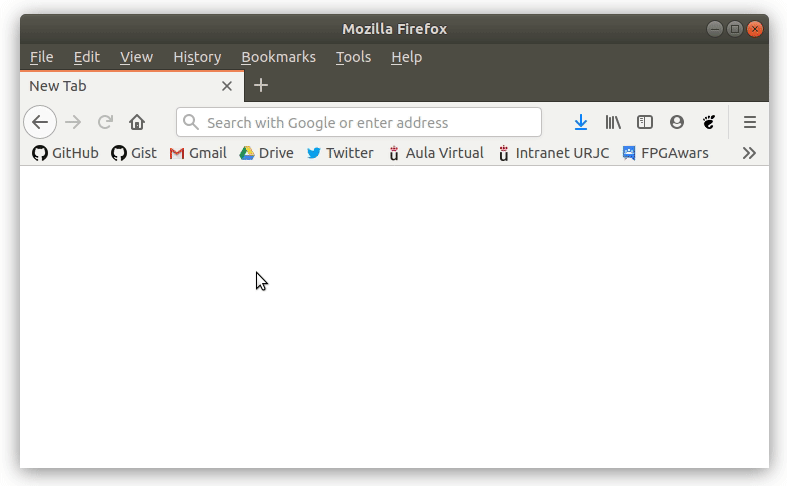 Mozilla Firefox
File Edit View History Bookmarks Tools Help
New Tab
Search with Google or enter address
GitHub Gist Gmail Drive Twitter Aula Virtual Intranet URJC FPGAwars